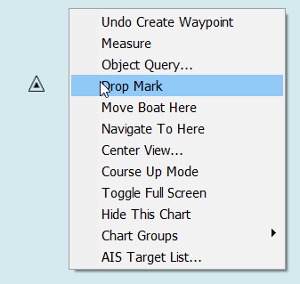 Undo Create Waypoint
Measure
Object Query...
Drop Mark
Move Boat Here
Navigate To Here
Center View...
Course Up Mode
Toggle Full Screen
Hide This Chart
Chart Groups
AIS Target List...